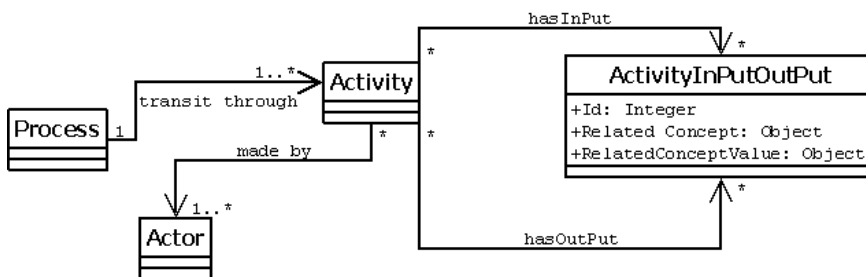 hasInPut
*
*
1..*
Activity
ActivityInPutOutPut
transit through
+Id: Integer
Process
1
+Related Concept: Object
*
*
+RelatedConceptValue: Object
made by
*
1..*
Actor
hasOutPut